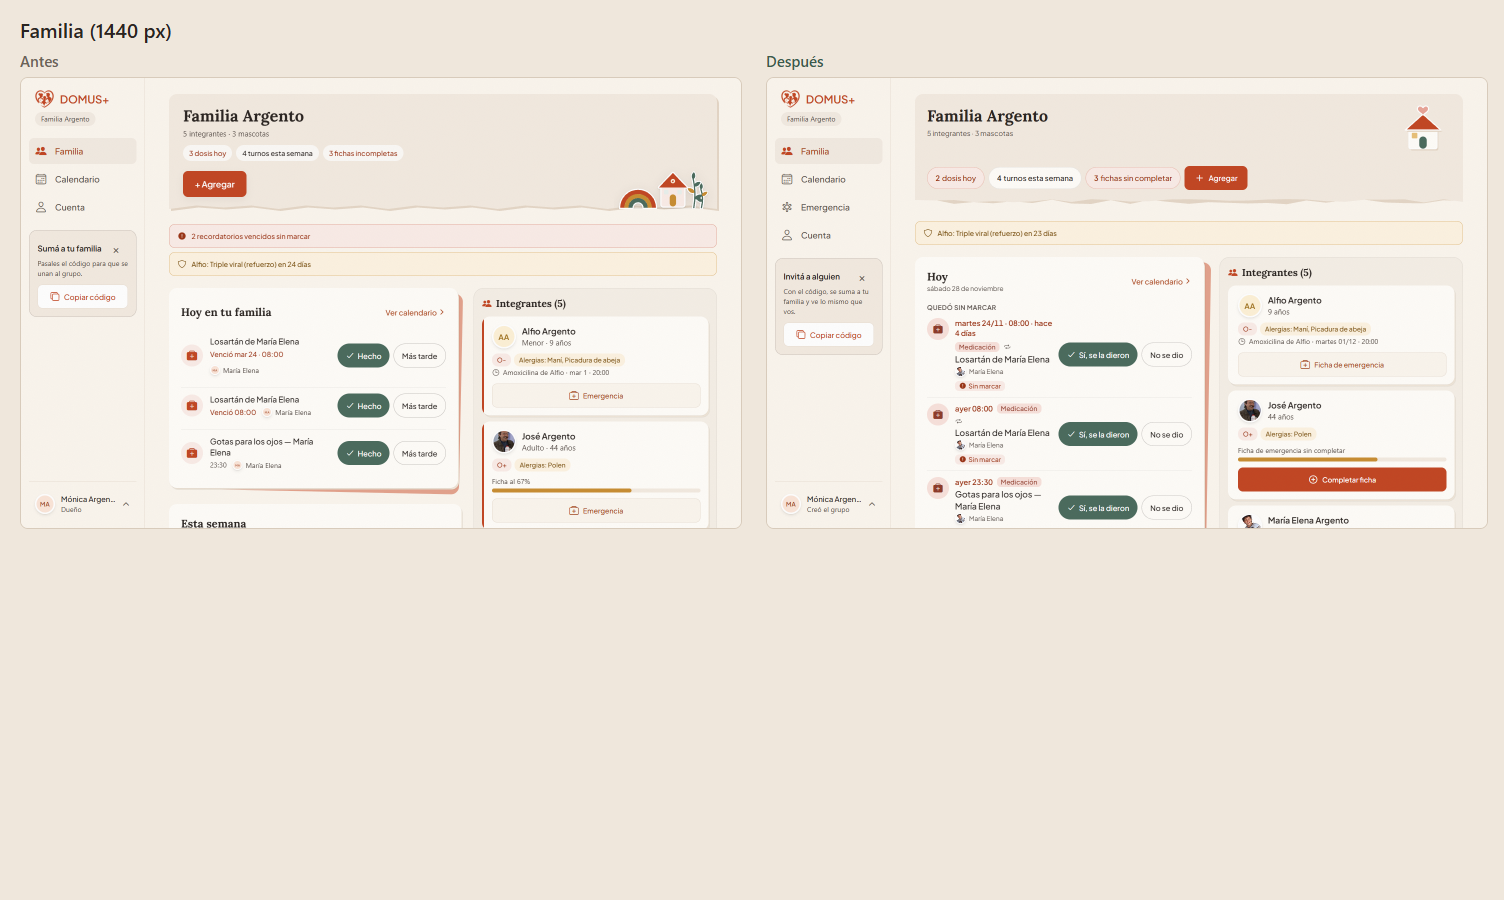 Familia (1440 px)
Antes
DOMUS+
Familia Argento
Familia
Calendario
Cuenta
Sumá a tu familia ×
Pasales el código para que se
unan al grupo.
Copiar código
MA
Mónica Argen...
Dueño
Familia Argento
5 integrantes · 3 mascotas
3 dosis hoy
4 turnos esta semana
3 fichas incompletas
+ Agregar
2 recordatorios vencidos sin marcar
Alfio: Triple viral (refuerzo) en 24 días
Hoy en tu familia
Ver calendario >
Losartán de María Elena
Venció mar 24 · 08:00
María Elena
Hecho
Más tarde
Losartán de María Elena
Venció 08:00
María Elena
Hecho
Más tarde
Gotas para los ojos — María
Elena
23:30
María Elena
Hecho
Más tarde
Esta semana
Integrantes (5)
AA
Alfio Argento
Menor · 9 años
O-
Alergias: Maní, Picadura de abeja
Amoxicilina de Alfio · mar 1 · 20:00
Emergencia
José Argento
Adulto · 44 años
O+
Alergias: Polen
Ficha al 67%
Emergencia
Después
DOMUS+
Familia Argento
Familia
Calendario
Emergencia
Cuenta
Invitá a alguien ×
Con el código, se suma a tu
familia y ve lo mismo que
vos.
Copiar código
MA
Mónica Argen...
Creó el grupo
Familia Argento
5 integrantes · 3 mascotas
2 dosis hoy
4 turnos esta semana
3 fichas sin completar
+ Agregar
Alfio: Triple viral (refuerzo) en 23 días
Hoy
sábado 28 de noviembre
Ver calendario >
QUEDÓ SIN MARCAR
martes 24/11 · 08:00 · hace
4 días
Medicación
Losartán de María Elena
María Elena
Sin marcar
Sí, se la dieron
No se dio
ayer 08:00
Medicación
Losartán de María Elena
María Elena
Sin marcar
Sí, se la dieron
No se dio
ayer 23:30
Medicación
Gotas para los ojos —
María Elena
María Elena
Sí, se la dieron
No se dio
Integrantes (5)
AA
Alfio Argento
9 años
O-
Alergias: Maní, Picadura de abeja
Amoxicilina de Alfio · martes 01/12 · 20:00
Ficha de emergencia
José Argento
44 años
O+
Alergias: Polen
Ficha de emergencia sin completar
Completar ficha
María Elena Argento